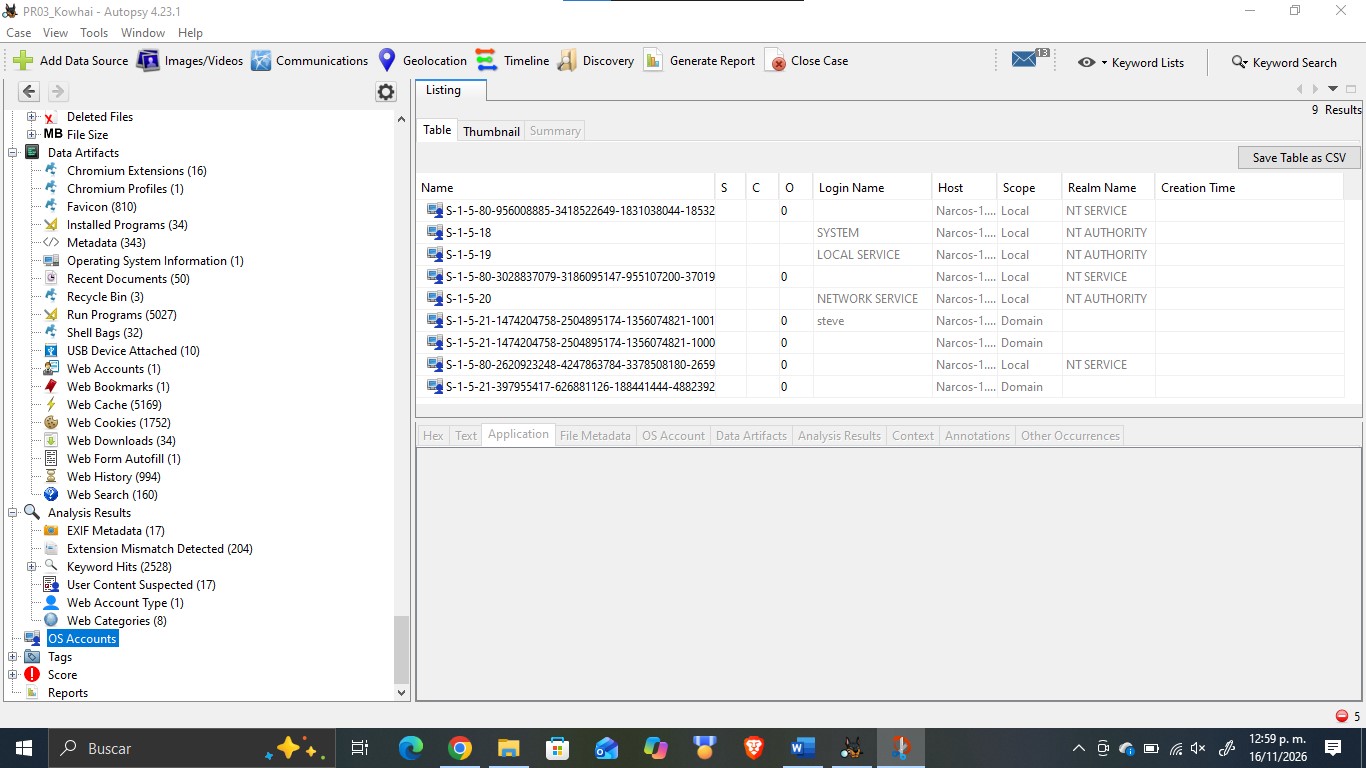 PR03_Kowhai - Autopsy 4.23.1
Case View Tools Window Help
Add Data Source Images/Videos Communications Geolocation Timeline Discovery Generate Report Close Case 13 Keyword Lists Keyword Search
Deleted Files
MB File Size
Data Artifacts
Chromium Extensions (16)
Chromium Profiles (1)
Favicon (810)
Installed Programs (34)
Metadata (343)
Operating System Information (1)
Recent Documents (50)
Recycle Bin (3)
Run Programs (5027)
Shell Bags (32)
USB Device Attached (10)
Web Accounts (1)
Web Bookmarks (1)
Web Cache (5169)
Web Cookies (1752)
Web Downloads (34)
Web Form Autofill (1)
Web History (994)
Web Search (160)
Analysis Results
EXIF Metadata (17)
Extension Mismatch Detected (204)
Keyword Hits (2528)
User Content Suspected (17)
Web Account Type (1)
Web Categories (8)
OS Accounts
Tags
Score
Reports
Listing
9 Results
Table Thumbnail Summary
Save Table as CSV
Name S C O Login Name Host Scope Realm Name Creation Time
S-1-5-80-956008885-3418522649-1831038044-18532 0 Narcos-1.... Local NT SERVICE
S-1-5-18 SYSTEM Narcos-1.... Local NT AUTHORITY
S-1-5-19 LOCAL SERVICE Narcos-1.... Local NT AUTHORITY
S-1-5-80-3028837079-3186095147-955107200-37019 0 Narcos-1.... Local NT SERVICE
S-1-5-20 NETWORK SERVICE Narcos-1.... Local NT AUTHORITY
S-1-5-21-1474204758-2504895174-1356074821-1001 0 steve Narcos-1.... Domain
S-1-5-21-1474204758-2504895174-1356074821-1000 0 Narcos-1.... Domain
S-1-5-80-2620923248-4247863784-3378508180-2659 0 Narcos-1.... Local NT SERVICE
S-1-5-21-397955417-626881126-188441444-4882392 0 Narcos-1.... Domain
Hex Text Application File Metadata OS Account Data Artifacts Analysis Results Context Annotations Other Occurrences
5
Buscar
12:59 p. m.
16/11/2026